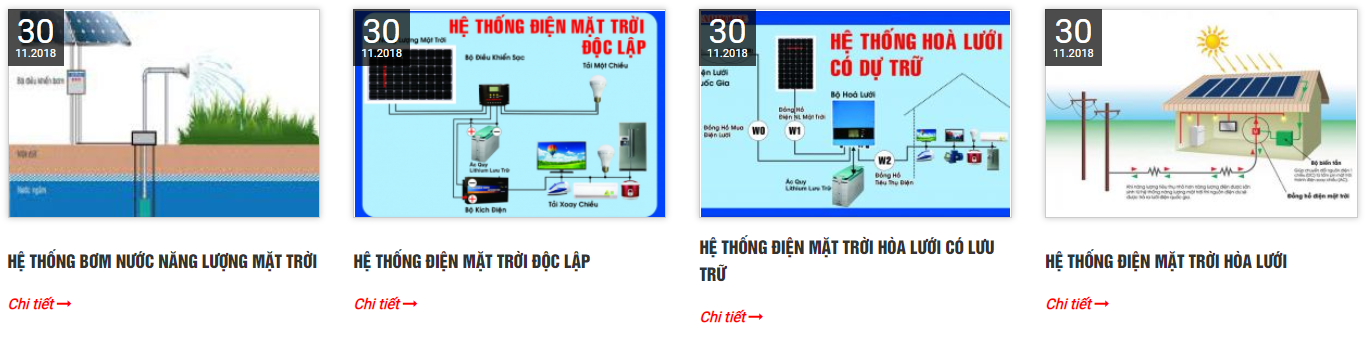 30
11.2018
Bộ điều khiển bơm
Mặt đất
Nước ngầm
HỆ THỐNG BƠM NƯỚC NĂNG LƯỢNG MẶT TRỜI
Chi tiết
30
11.2018
HỆ THỐNG ĐIỆN MẶT TRỜI
ĐỘC LẬP
Mặt Trời
Bộ Điều Khiển Sạc
Tải Một Chiều
Ắc Quy
Lithium Lưu Trữ
Bộ Kích Điện
Tải Xoay Chiều
HỆ THỐNG ĐIỆN MẶT TRỜI ĐỘC LẬP
Chi tiết
30
11.2018
HỆ THỐNG HOÀ LƯỚI
CÓ DỰ TRỮ
Điện Lưới
Quốc Gia
Bộ Hoà Lưới
Đồng Hồ Mua
Điện Lưới
W0
Đồng Hồ
Điện NL Mặt Trời
W1
W2
Đồng Hồ
Tiêu Thụ Điện
Ắc Quy
Lithium Lưu Trữ
HỆ THỐNG ĐIỆN MẶT TRỜI HÒA LƯỚI CÓ LƯU
TRỮ
Chi tiết
30
11.2018
Bộ biến tần
Đồng hồ điện mặt trời
HỆ THỐNG ĐIỆN MẶT TRỜI HÒA LƯỚI
Chi tiết